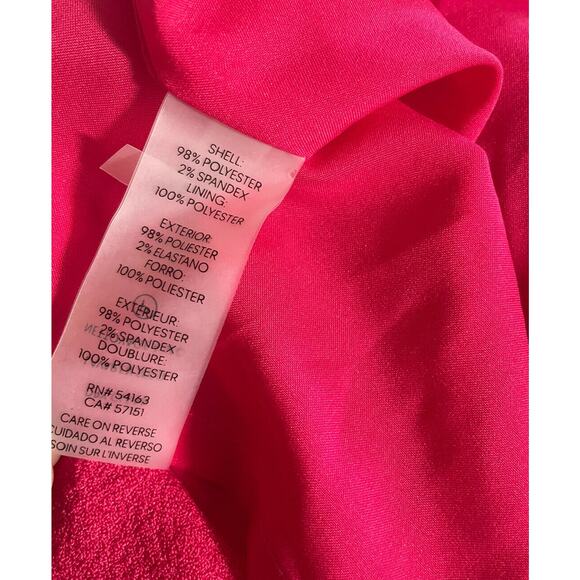 SHELL:
98% POLYESTER
2% SPANDEX
LINING:
100% POLYESTER
EXTERIOR:
98% POLIESTER
2% ELASTANO
FORRO:
100% POLIESTER
EXTÉRIEUR:
98% POLYESTER
2% SPANDEX
DOUBLURE:
100% POLYESTER
RN# 54163
CA# 57151
CARE ON REVERSE
CUIDADO AL REVERSO
SOIN SUR L'INVERSE